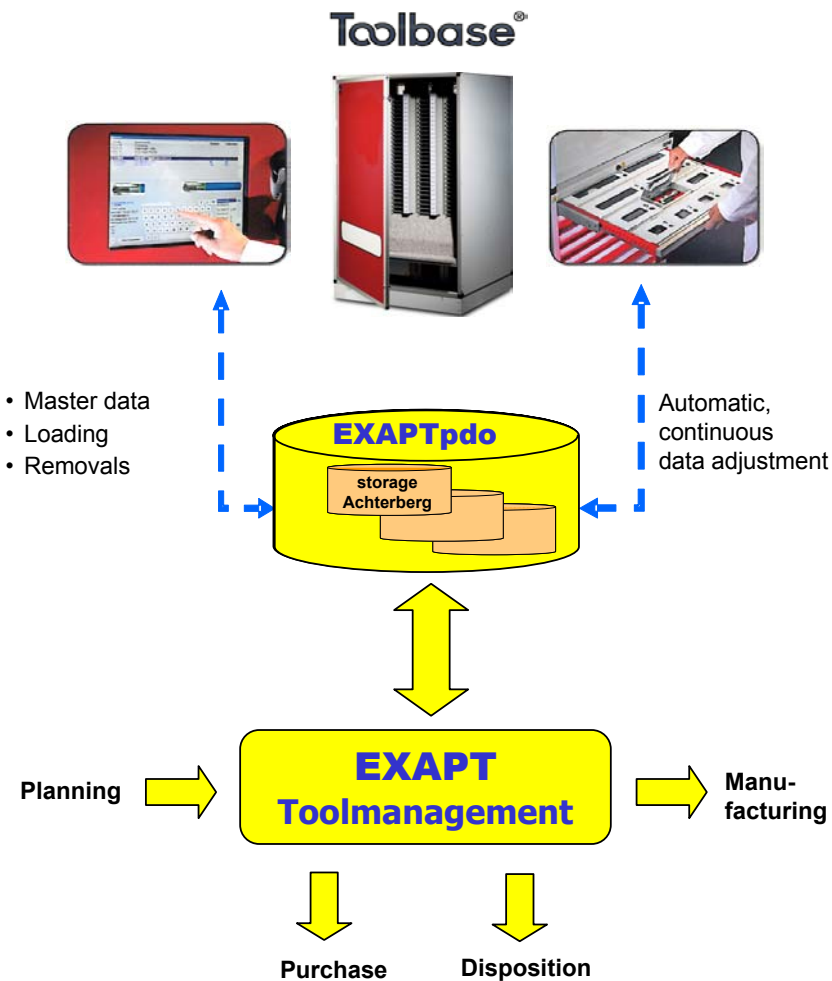 Toolbase®
• Master data
• Loading
• Removals
EXAPTpdo
storage
Achterberg
Automatic,
continuous
data adjustment
EXAPT
Toolmanagement
Planning
Manu-
facturing
Purchase
Disposition